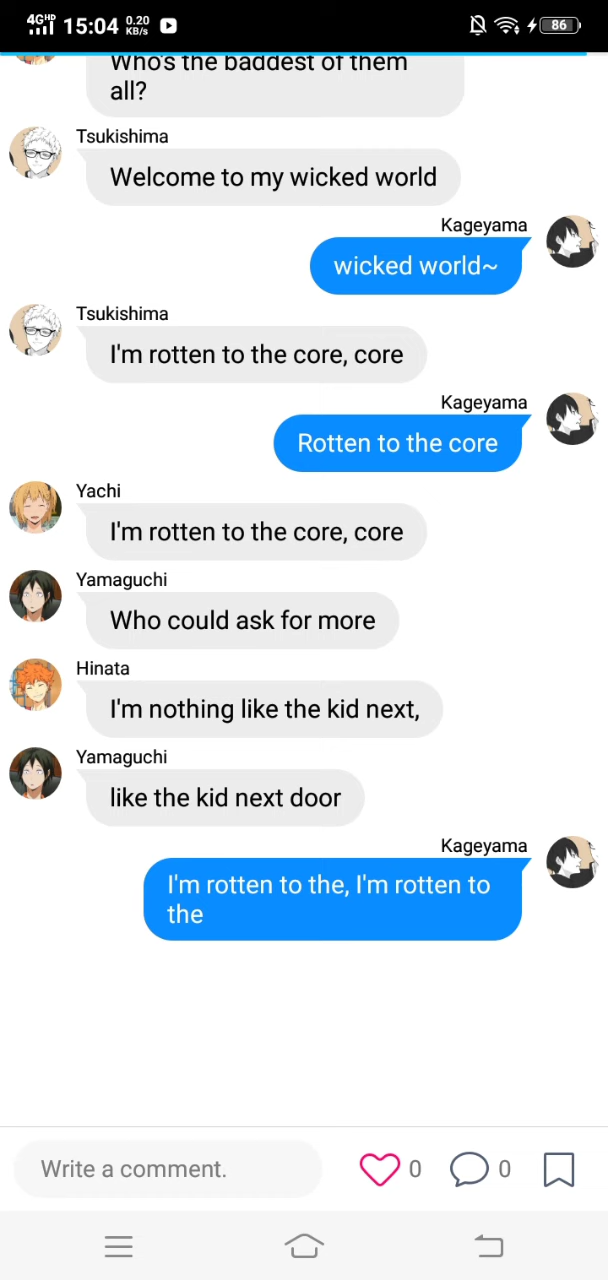 4G HD 15:04 0.20 KB/s 86
Who's the baddest of them
all?
Tsukishima
Welcome to my wicked world
Kageyama
wicked world~
Tsukishima
I'm rotten to the core, core
Kageyama
Rotten to the core
Yachi
I'm rotten to the core, core
Yamaguchi
Who could ask for more
Hinata
I'm nothing like the kid next,
Yamaguchi
like the kid next door
Kageyama
I'm rotten to the, I'm rotten to
the
Write a comment. 0 0